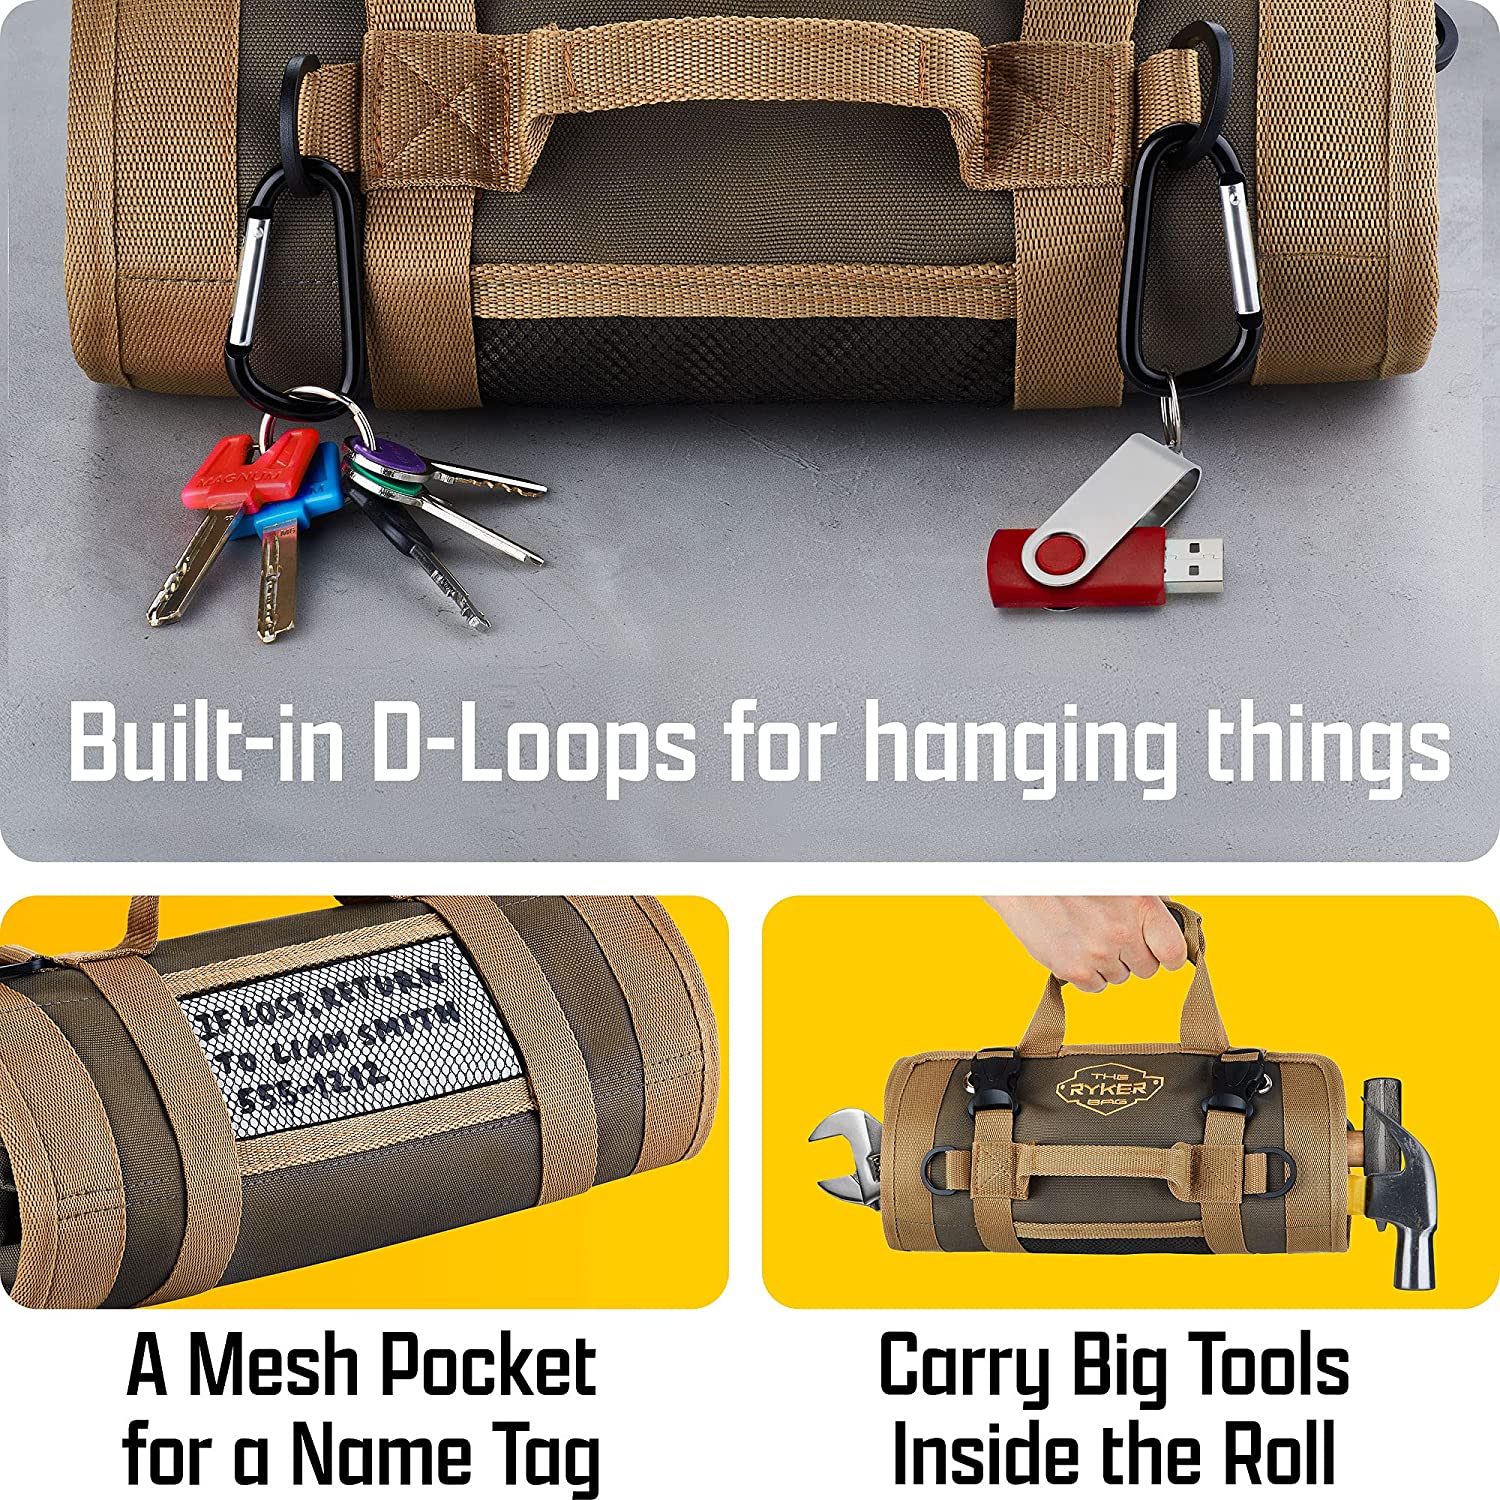 MAGNUM
Built-in D-Loops for hanging things
IF LOST, RETURN
TO LIAM SMITH
555-1212
THE
RYKER
BAG
A Mesh Pocket
for a Name Tag
Carry Big Tools
Inside the Roll